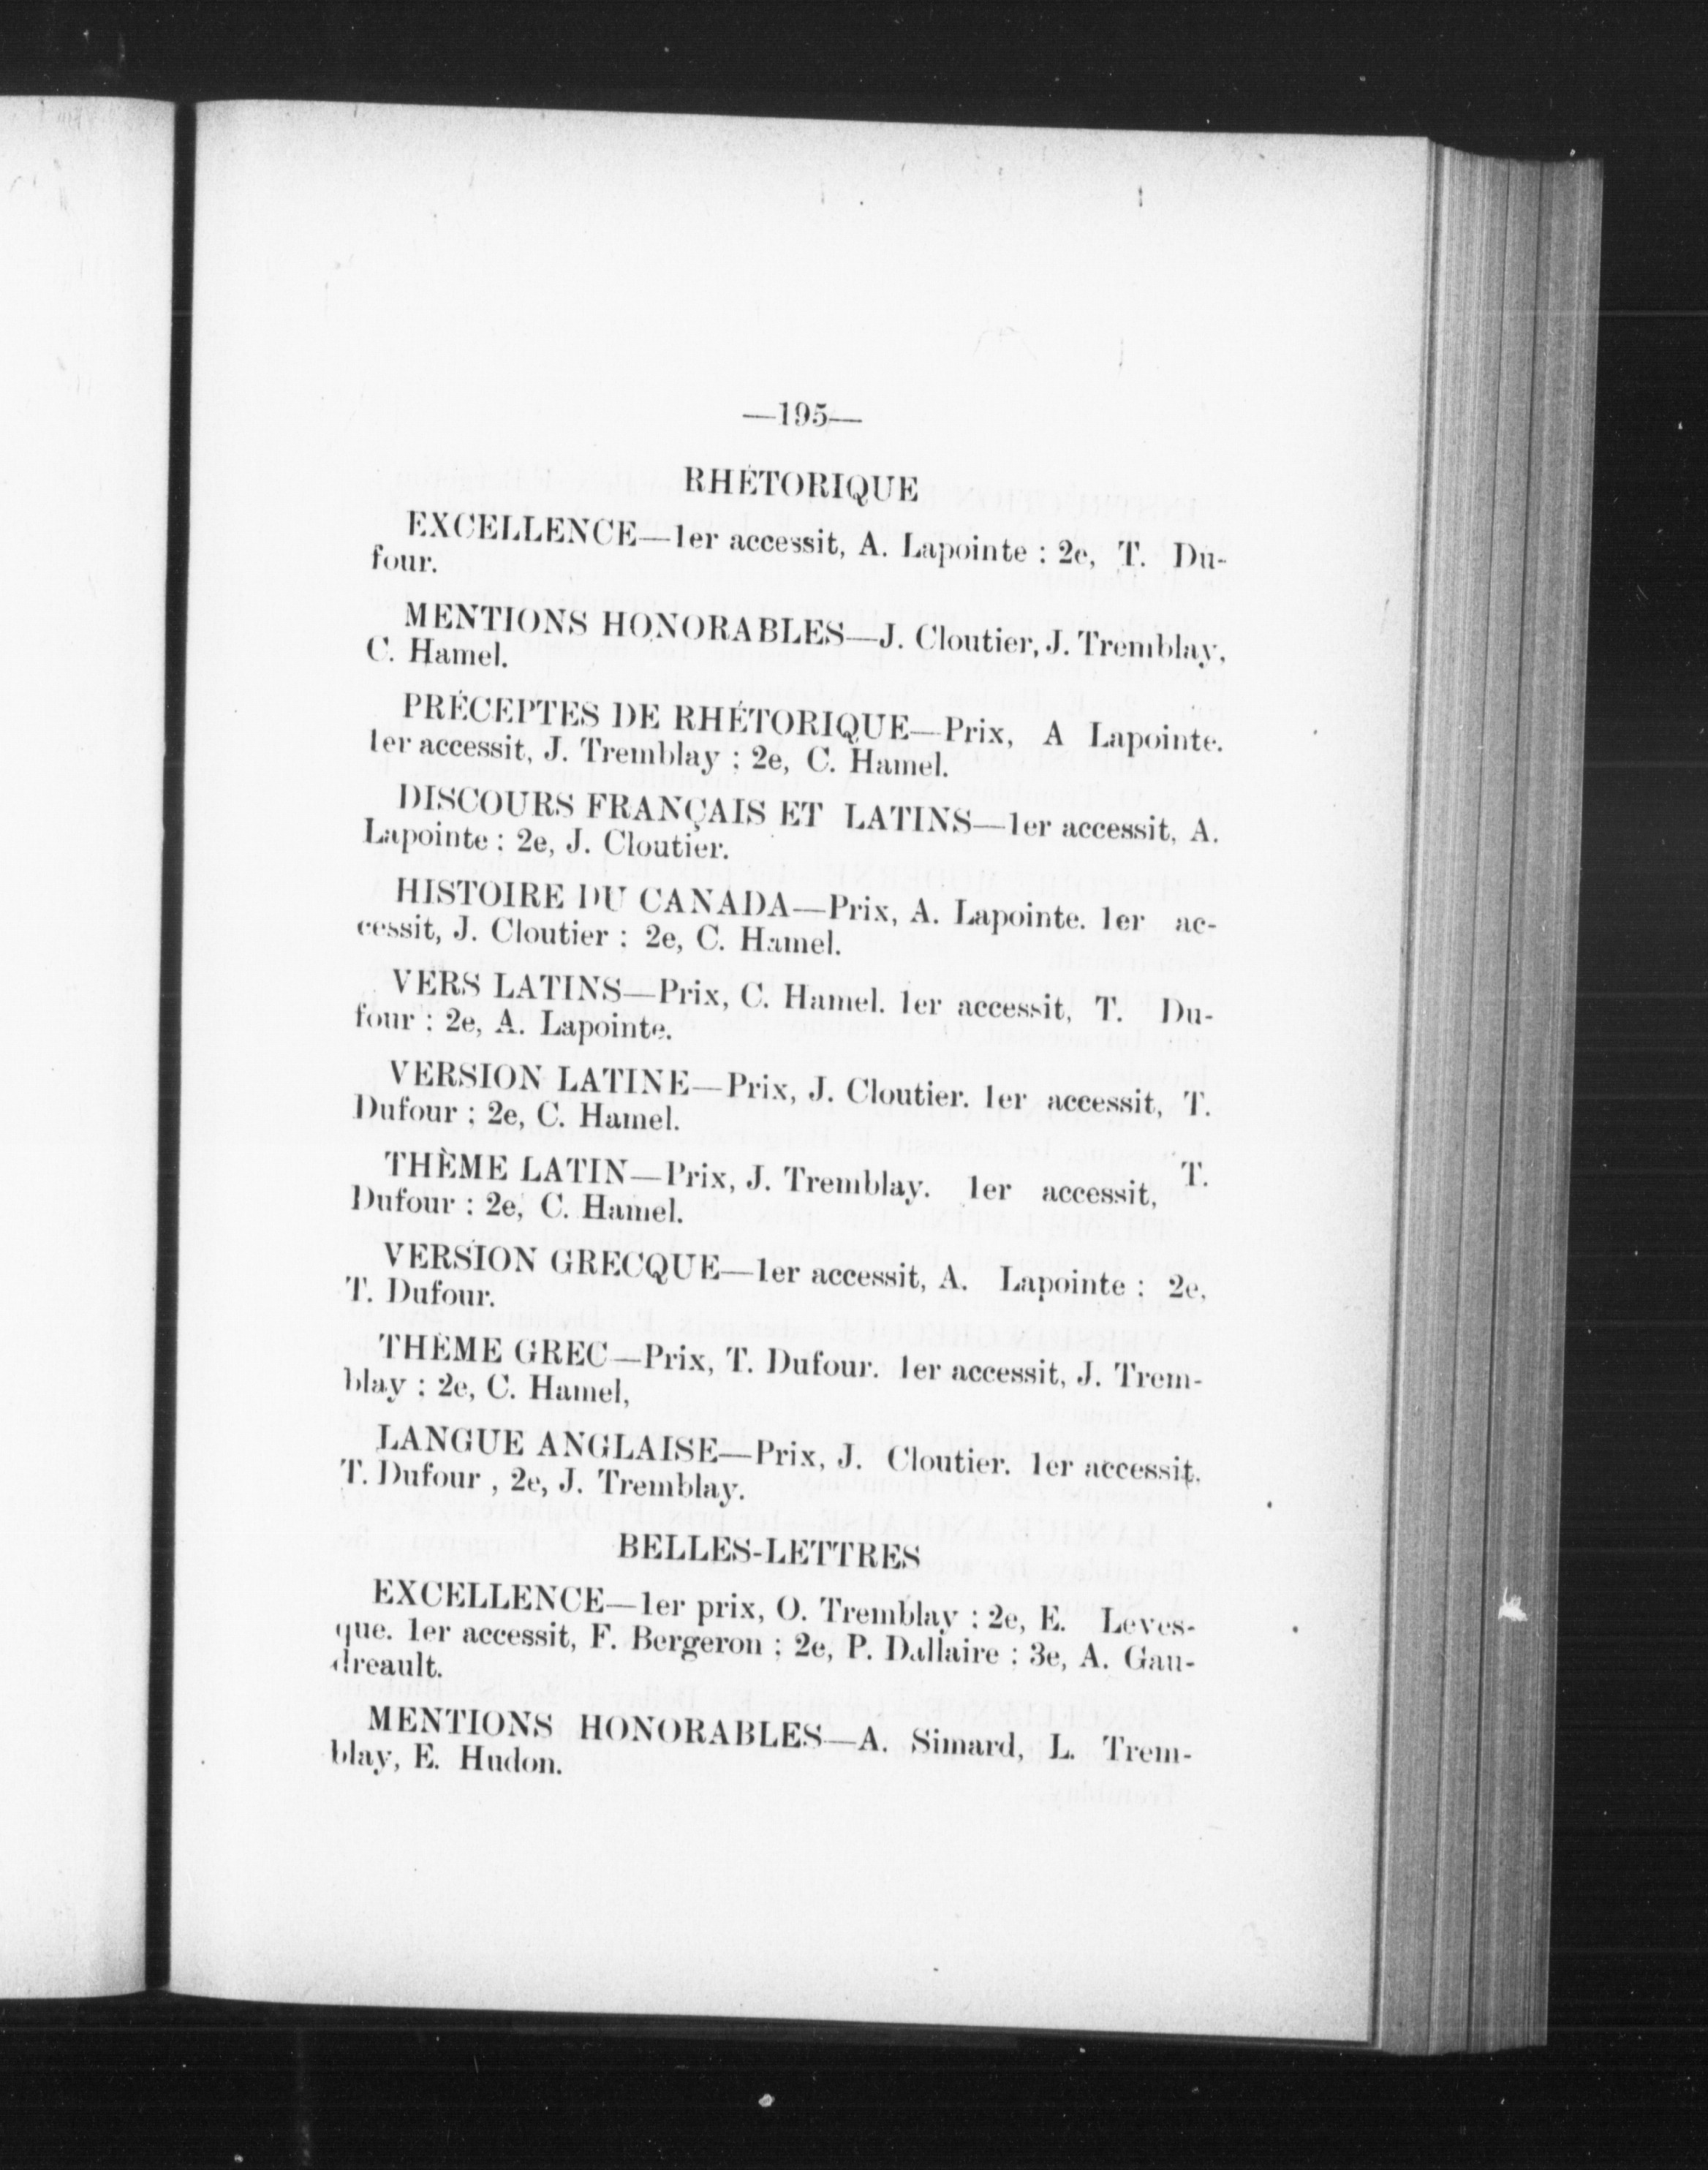 —195—
RHÉTORIQUE
EXCELLENCE—1er accessit, A. Lapointe : 2e, T. Du-
four.
MENTIONS HONORABLES—J. Cloutier, J. Tremblay,
C. Hamel.
PRÉCEPTES DE RHÉTORIQUE—Prix, A Lapointe.
1er accessit, J. Tremblay ; 2e, C. Hamel.
DISCOURS FRANÇAIS ET LATINS—1er accessit, A.
Lapointe : 2e, J. Cloutier.
HISTOIRE DU CANADA—Prix, A. Lapointe. 1er ac-
cessit, J. Cloutier ; 2e, C. Hamel.
VERS LATINS—Prix, C. Hamel. 1er accessit, T. Du-
four : 2e, A. Lapointe.
VERSION LATINE—Prix, J. Cloutier. 1er accessit, T.
Dufour ; 2e, C. Hamel.
THÈME LATIN—Prix, J. Tremblay. 1er accessit, T.
Dufour : 2e, C. Hamel.
VERSION GRECQUE—1er accessit, A. Lapointe : 2e,
T. Dufour.
THÈME GREC—Prix, T. Dufour. 1er accessit, J. Trem-
blay : 2e, C. Hamel,
LANGUE ANGLAISE—Prix, J. Cloutier. 1er accessit,
T. Dufour , 2e, J. Tremblay.
BELLES-LETTRES
EXCELLENCE—1er prix, O. Tremblay : 2e, E. Leves-
que. 1er accessit, F. Bergeron ; 2e, P. Dallaire : 3e, A. Gau-
dreault.
MENTIONS HONORABLES—A. Simard, L. Trem-
blay, E. Hudon.